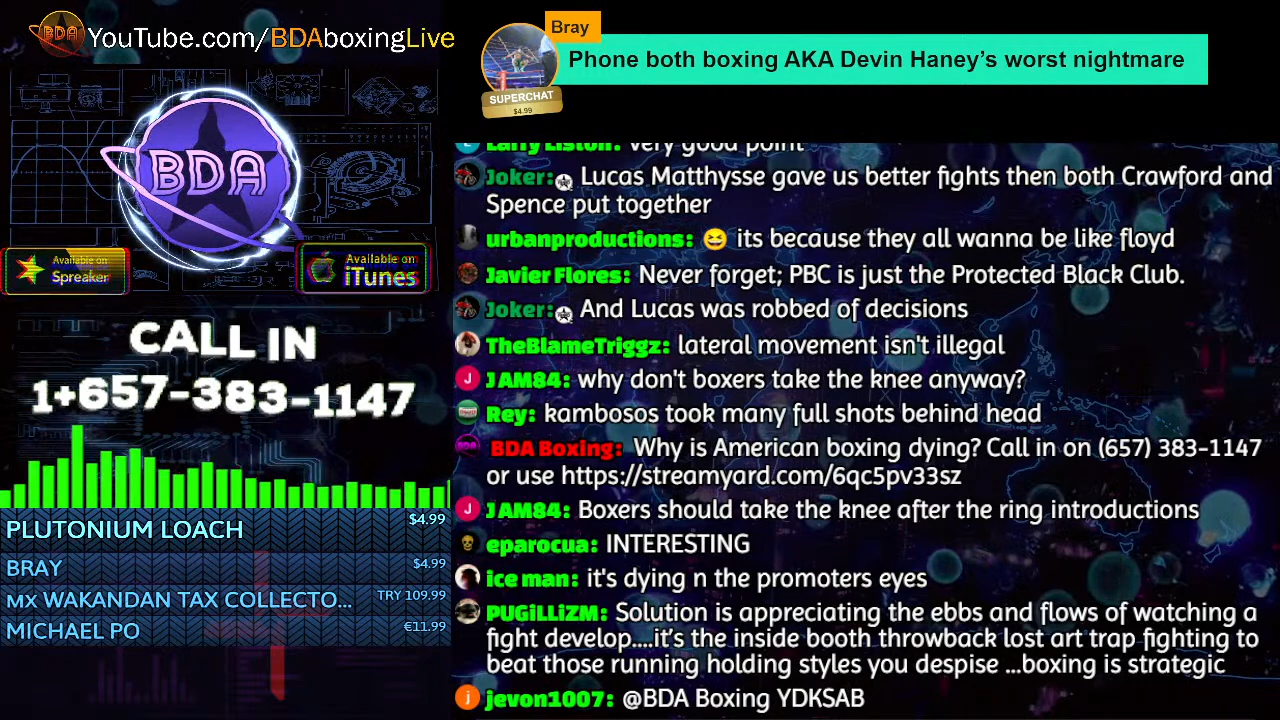 YouTube.com/BDAboxingLive
BDA
Bray
Phone both boxing AKA Devin Haney’s worst nightmare
SUPERCHAT
$4.99
BDA
Available on
Spreaker
Available on
iTunes
CALL IN
1+657-383-1147
PLUTONIUM LOACH $4.99
BRAY $4.99
MX WAKANDAN TAX COLLECTO... TRY 109.99
MICHAEL PO €11.99
Larry Liston: very good point
Joker: Lucas Matthysse gave us better fights then both Crawford and
Spence put together
urbanproductions: 😆 its because they all wanna be like floyd
Javier Flores: Never forget; PBC is just the Protected Black Club.
Joker: And Lucas was robbed of decisions
TheBlameTriggz: lateral movement isn't illegal
J AM84: why don't boxers take the knee anyway?
Rey: kambosos took many full shots behind head
BDA Boxing: Why is American boxing dying? Call in on (657) 383-1147
or use https://streamyard.com/6qc5pv33sz
J AM84: Boxers should take the knee after the ring introductions
eparocua: INTERESTING
ice man: it's dying n the promoters eyes
PUGiLLiZM: Solution is appreciating the ebbs and flows of watching a
fight develop....it’s the inside booth throwback lost art trap fighting to
beat those running holding styles you despise ...boxing is strategic
jevon1007: @BDA Boxing YDKSAB